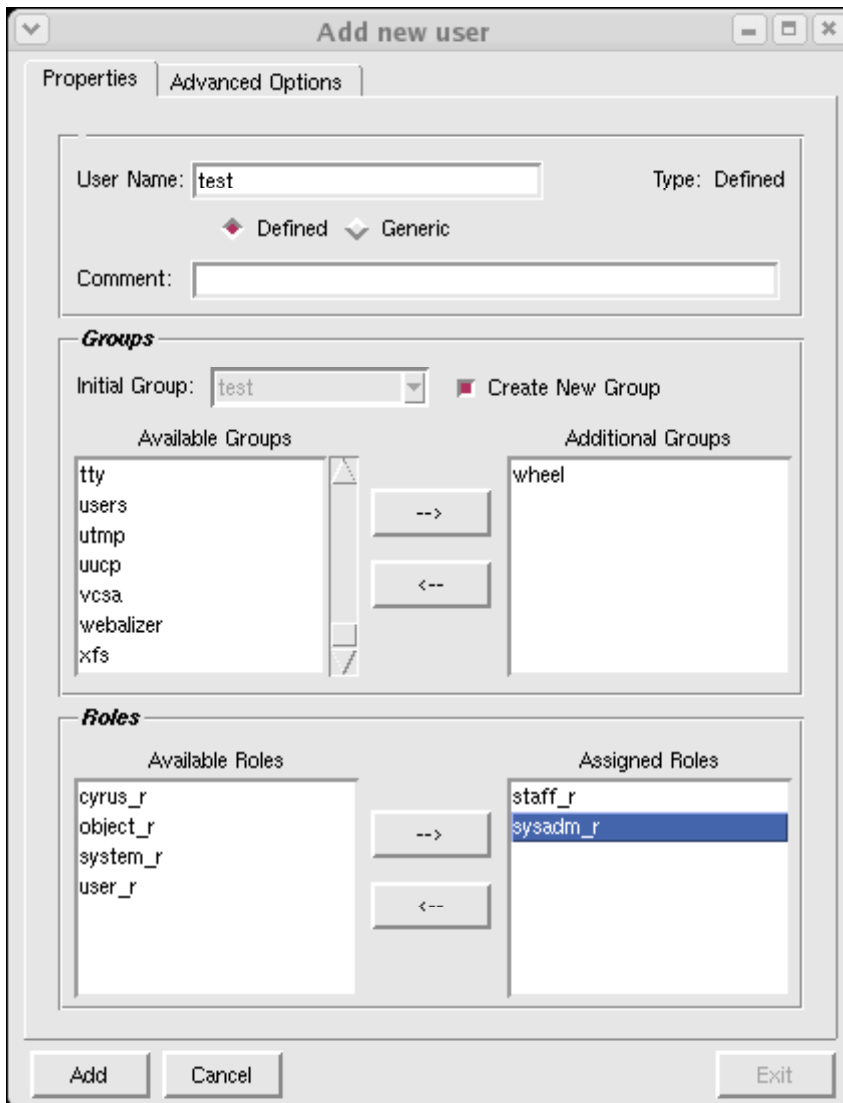 Add new user
Properties
Advanced Options
User Name: test
Type: Defined
Defined
Generic
Comment:
Groups
Initial Group: test
Create New Group
Available Groups
tty
users
utmp
uucp
vcsa
webalizer
xfs
-->
<--
Additional Groups
wheel
Roles
Available Roles
cyrus_r
object_r
system_r
user_r
-->
<--
Assigned Roles
staff_r
sysadm_r
Add
Cancel
Exit